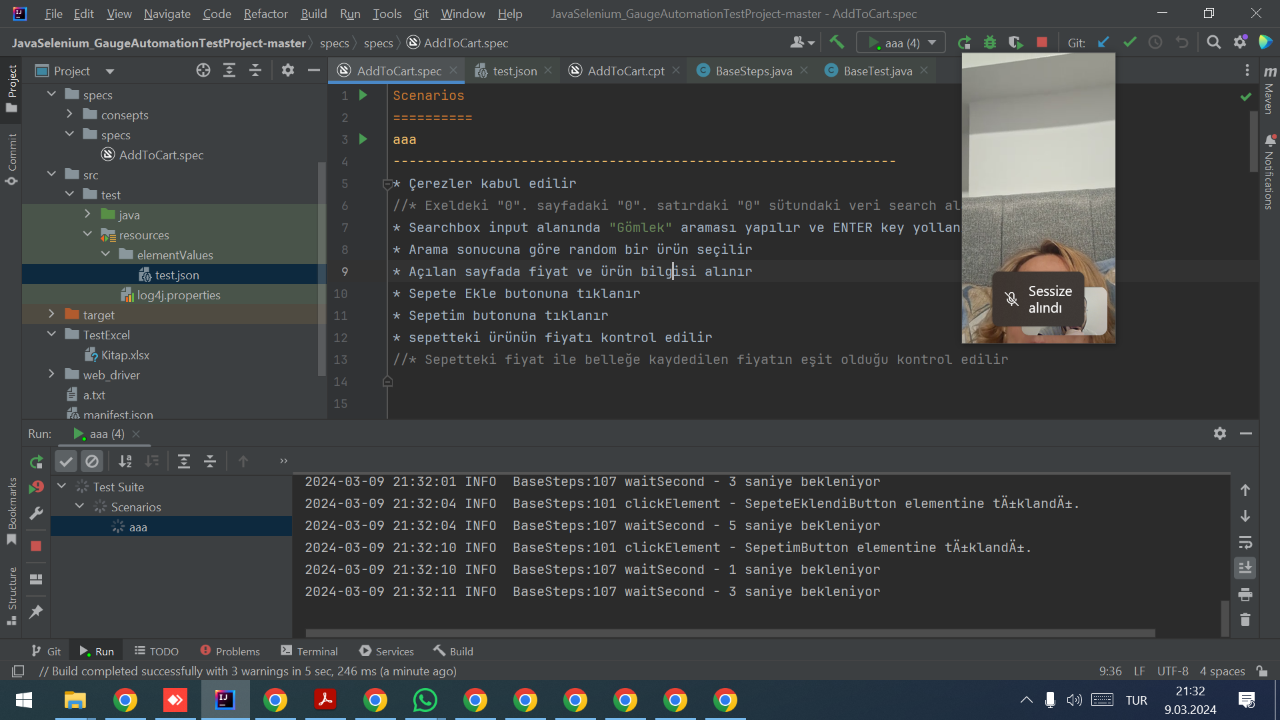 File Edit View Navigate Code Refactor Build Run Tools Git Window Help JavaSelenium_GaugeAutomationTestProject-master - AddToCart.spec
JavaSelenium_GaugeAutomationTestProject-master specs specs AddToCart.spec aaa (4) Git:
Project AddToCart.spec test.json AddToCart.cpt BaseSteps.java BaseTest.java
Project
Commit
Bookmarks
Structure
specs
consepts
specs
AddToCart.spec
src
test
java
resources
elementValues
test.json
log4j.properties
target
TestExcel
Kitap.xlsx
web_driver
a.txt
manifest.json
1 Scenarios
2 ==========
3 aaa
4 ---------------------------------------------------------------
5 * Çerezler kabul edilir
6 //* Exeldeki "0". sayfadaki "0". satırdaki "0" sütundaki veri search al
7 * Searchbox input alanında "Gömlek" araması yapılır ve ENTER key yollan
8 * Arama sonucuna göre random bir ürün seçilir
9 * Açılan sayfada fiyat ve ürün bilgisi alınır
10 * Sepete Ekle butonuna tıklanır
11 * Sepetim butonuna tıklanır
12 * sepetteki ürünün fiyatı kontrol edilir
13 //* Sepetteki fiyat ile belleğe kaydedilen fiyatın eşit olduğu kontrol edilir
14
15
Sessize
alındı
m
Maven
Notifications
Run: aaa (4)
Test Suite
Scenarios
aaa
2024-03-09 21:32:01 INFO  BaseSteps:107 waitSecond - 3 saniye bekleniyor
2024-03-09 21:32:04 INFO  BaseSteps:101 clickElement - SepeteEklendiButton elementine tÄ±klandÄ±.
2024-03-09 21:32:04 INFO  BaseSteps:107 waitSecond - 5 saniye bekleniyor
2024-03-09 21:32:10 INFO  BaseSteps:101 clickElement - SepetimButton elementine tÄ±klandÄ±.
2024-03-09 21:32:10 INFO  BaseSteps:107 waitSecond - 1 saniye bekleniyor
2024-03-09 21:32:11 INFO  BaseSteps:107 waitSecond - 3 saniye bekleniyor
Git Run TODO Problems Terminal Services Build
// Build completed successfully with 3 warnings in 5 sec, 246 ms (a minute ago) 9:36 LF UTF-8 4 spaces
TUR 21:32
9.03.2024